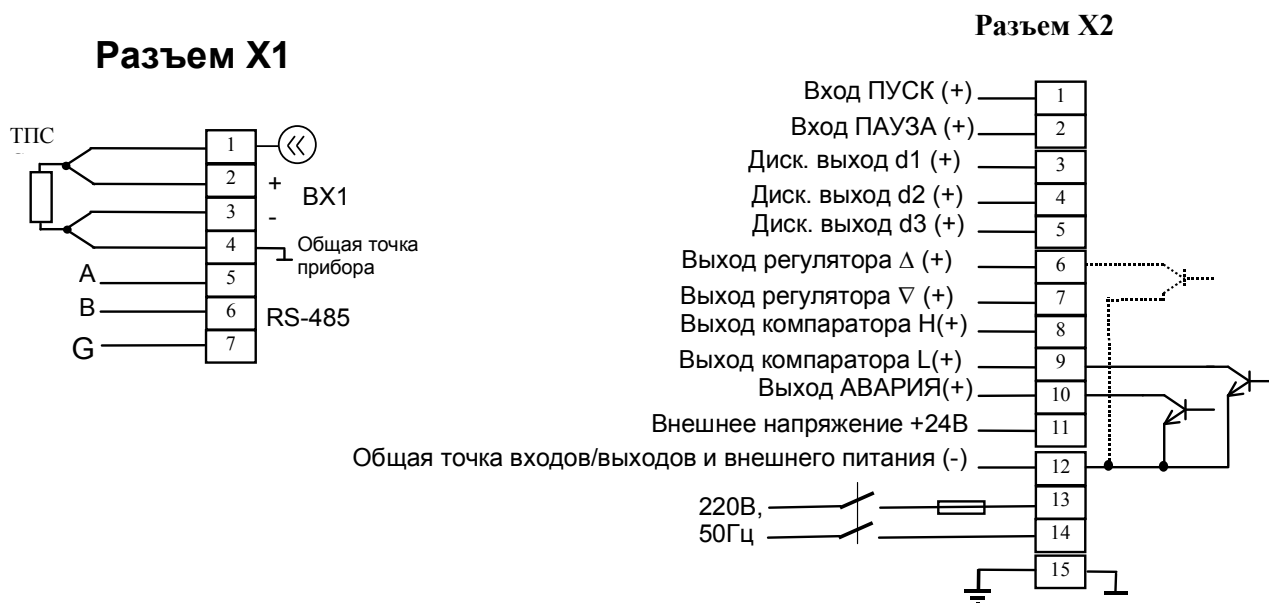 Разъем X1
ТПС
1
2
+
ВХ1
3
-
4
Общая точка
прибора
A
5
B
6
RS-485
G
7
Разъем X2
Вход ПУСК (+)
1
Вход ПАУЗА (+)
2
Диск. выход d1 (+)
3
Диск. выход d2 (+)
4
Диск. выход d3 (+)
5
Выход регулятора Δ (+)
6
Выход регулятора ∇ (+)
7
Выход компаратора H(+)
8
Выход компаратора L(+)
9
Выход АВАРИЯ(+)
10
Внешнее напряжение +24В
11
Общая точка входов/выходов и внешнего питания (-)
12
220В,
13
50Гц
14
15